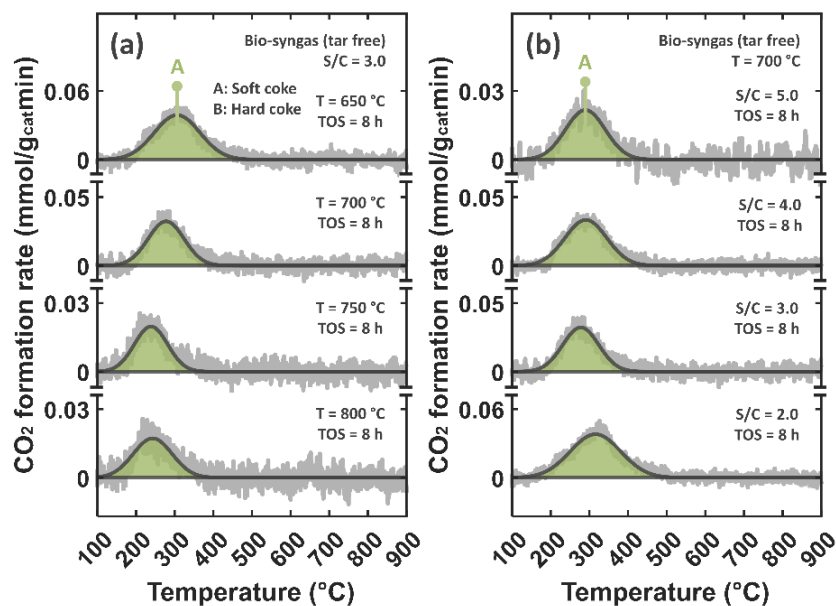 (a)
Bio-syngas (tar free)
S/C = 3.0
A
A: Soft coke
B: Hard coke
T = 650 °C
TOS = 8 h
0.06
0
T = 700 °C
TOS = 8 h
0.05
0
T = 750 °C
TOS = 8 h
0.03
0
T = 800 °C
TOS = 8 h
0.03
0
CO₂ formation rate (mmol/gcatmin)
100 200 300 400 500 600 700 800 900
Temperature (°C)
(b)
Bio-syngas (tar free)
T = 700 °C
A
S/C = 5.0
TOS = 8 h
0.03
0
S/C = 4.0
TOS = 8 h
0.05
0
S/C = 3.0
TOS = 8 h
0.05
0
S/C = 2.0
TOS = 8 h
0.06
0
CO₂ formation rate (mmol/gcatmin)
100 200 300 400 500 600 700 800 900
Temperature (°C)